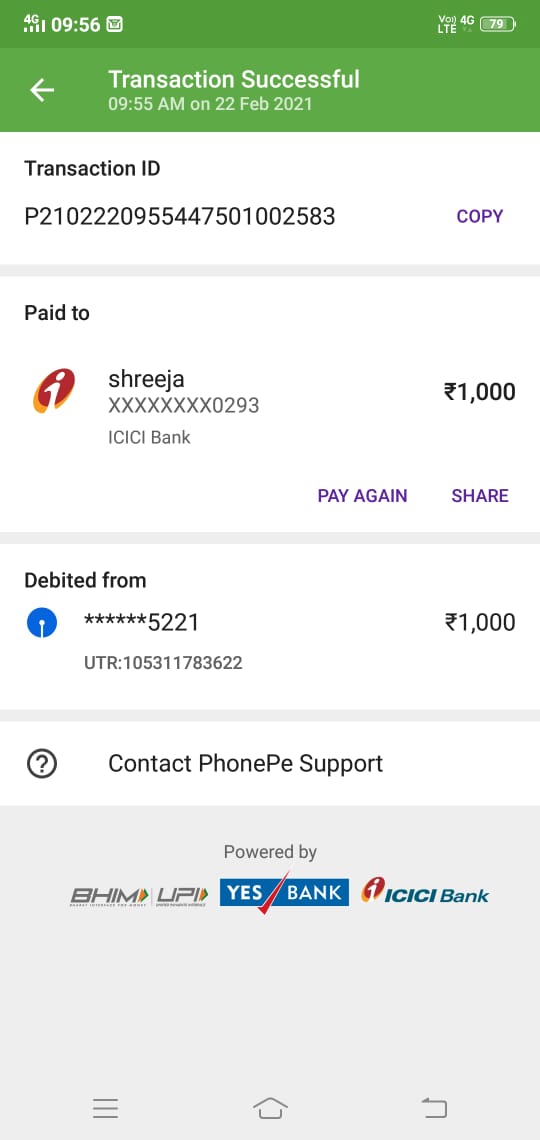 4G 09:56
Vo) 4G
LTE
79
Transaction Successful
09:55 AM on 22 Feb 2021
Transaction ID
P2102220955447501002583
COPY
Paid to
shreeja
₹1,000
XXXXXXXX0293
ICICI Bank
PAY AGAIN
SHARE
Debited from
******5221
₹1,000
UTR:105311783622
Contact PhonePe Support
Powered by
BHIM UPI YES BANK ICICI Bank